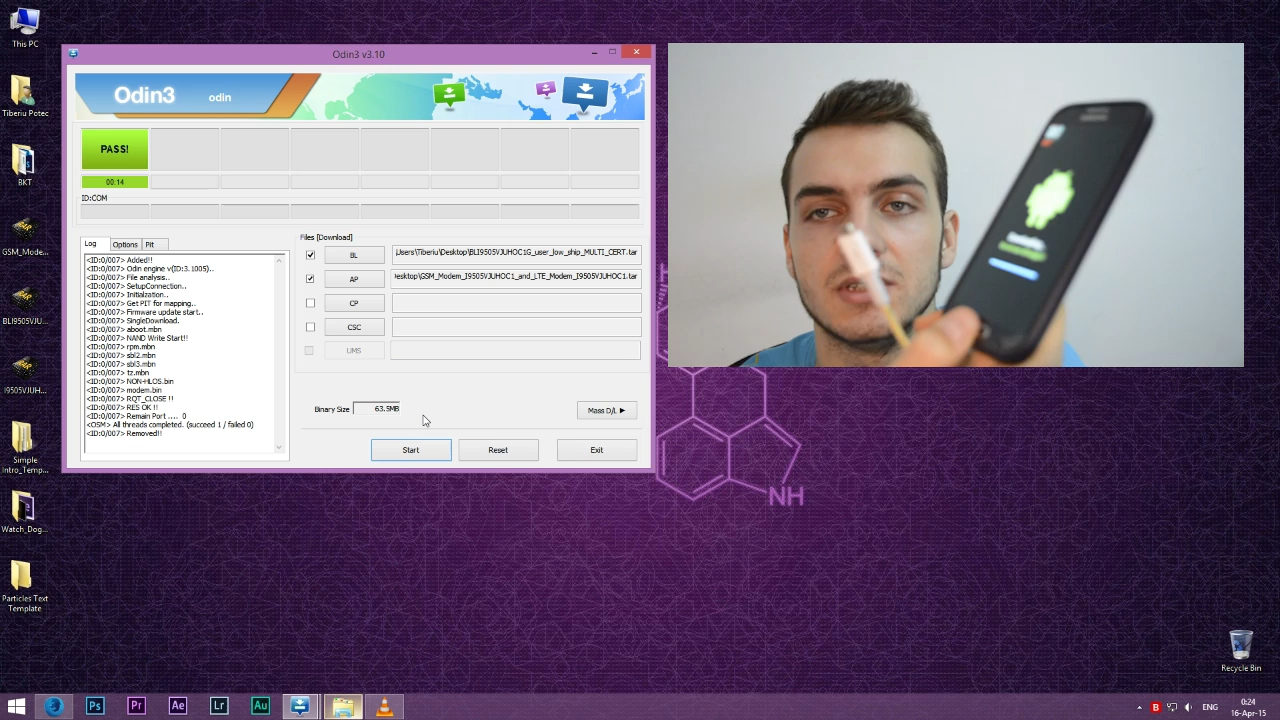 This PC
Tiberiu Potec
BKT
GSM_Mode...
BLI9505VJU...
I9505VJUH...
Simple
Intro_Temp...
Watch_Dog...
Particles Text
Template
Odin3 v3.10
Odin3
odin
PASS!
00:14
ID:COM
Log
Options
Pit
<ID:0/007> Added!!
<ID:0/007> Odin engine v(ID:3.1005)..
<ID:0/007> File analysis..
<ID:0/007> SetupConnection..
<ID:0/007> Initialzation..
<ID:0/007> Get PIT for mapping..
<ID:0/007> Firmware update start..
<ID:0/007> SingleDownload.
<ID:0/007> aboot.mbn
<ID:0/007> NAND Write Start!!
<ID:0/007> rpm.mbn
<ID:0/007> sbl2.mbn
<ID:0/007> sbl3.mbn
<ID:0/007> tz.mbn
<ID:0/007> NON-HLOS.bin
<ID:0/007> modem.bin
<ID:0/007> RQT_CLOSE !!
<ID:0/007> RES OK !!
<ID:0/007> Remain Port .... 0
<OSM> All threads completed. (succeed 1 / failed 0)
<ID:0/007> Removed!!
Files [Download]
BL
Users\Tiberiu\Desktop\BLI9505VJUHOC1G_user_low_ship_MULTI_CERT.tar
AP
esktop\GSM_Modem_I9505VJUHOC1_and_LTE_Modem_I9505VJUHOC1.tar
CP
CSC
UMS
Binary Size
63.5MB
Mass D/L ▶
Start
Reset
Exit
NH
Recycle Bin
Ps
Pr
Ae
Lr
Au
B
ENG
0:24
16-Apr-15